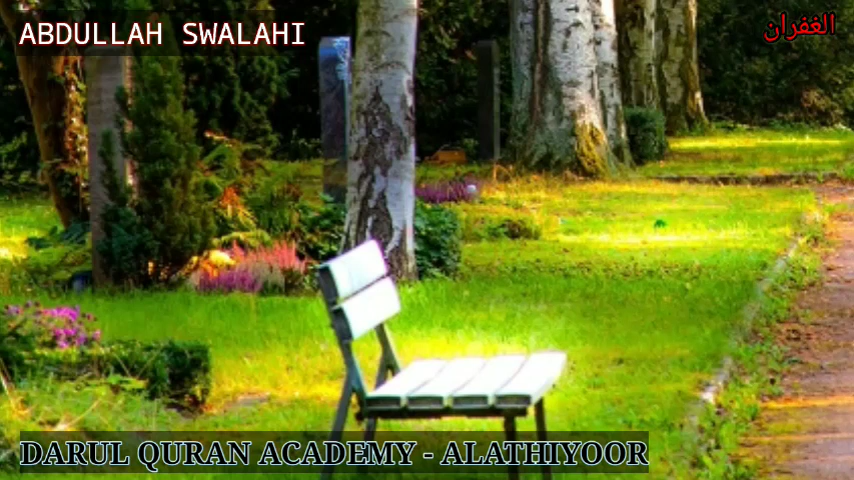 ABDULLAH SWALAHI
الغفران
DARUL QURAN ACADEMY - ALATHIYOOR